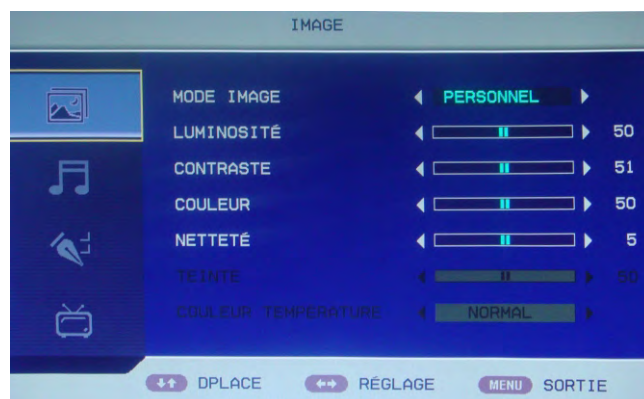 IMAGE
MODE IMAGE PERSONNEL
LUMINOSITÉ 50
CONTRASTE 51
COULEUR 50
NETTETÉ 5
TEINTE 50
COULEUR TEMPERATURE NORMAL
DPLACE RÉGLAGE MENU SORTIE